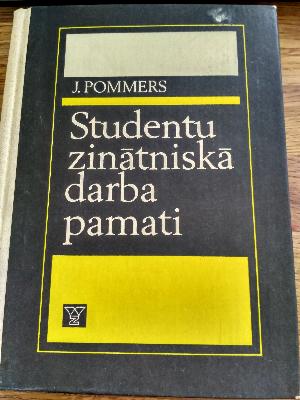 J. POMMERS
Studentu
zinātniskā
darba
pamati